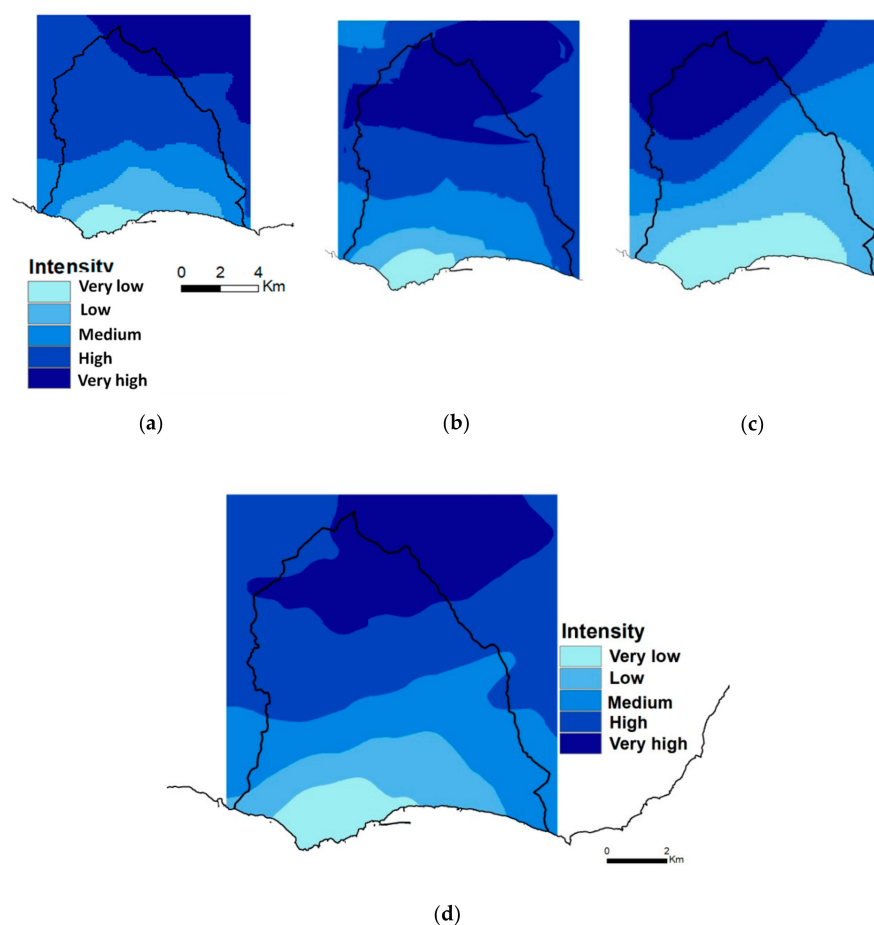 Intensity
Very low
Low
Medium
High
Very high
0 2 4
Km
(a)
(b)
(c)
Intensity
Very low
Low
Medium
High
Very high
0 2
Km
(d)